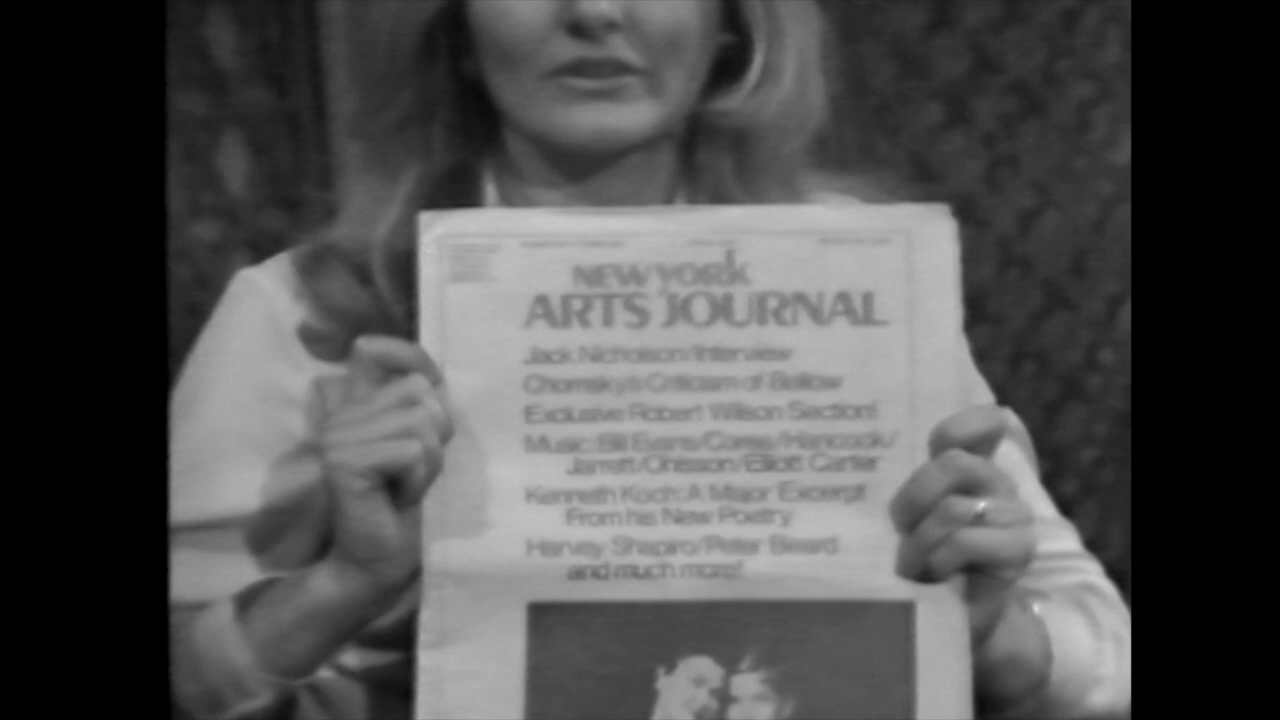 NEW YORK
ARTS JOURNAL
Jack Nicholson/Interview
Chomsky's Criticism of Bellow
Exclusive Robert Wilson Section!
Music: Bill Evans/Corea/Hancock/
Jarrett/Ohlsson/Elliott Carter
Kenneth Koch: A Major Excerpt
From his New Poetry
Harvey Shapiro/Peter Beard
and much more!